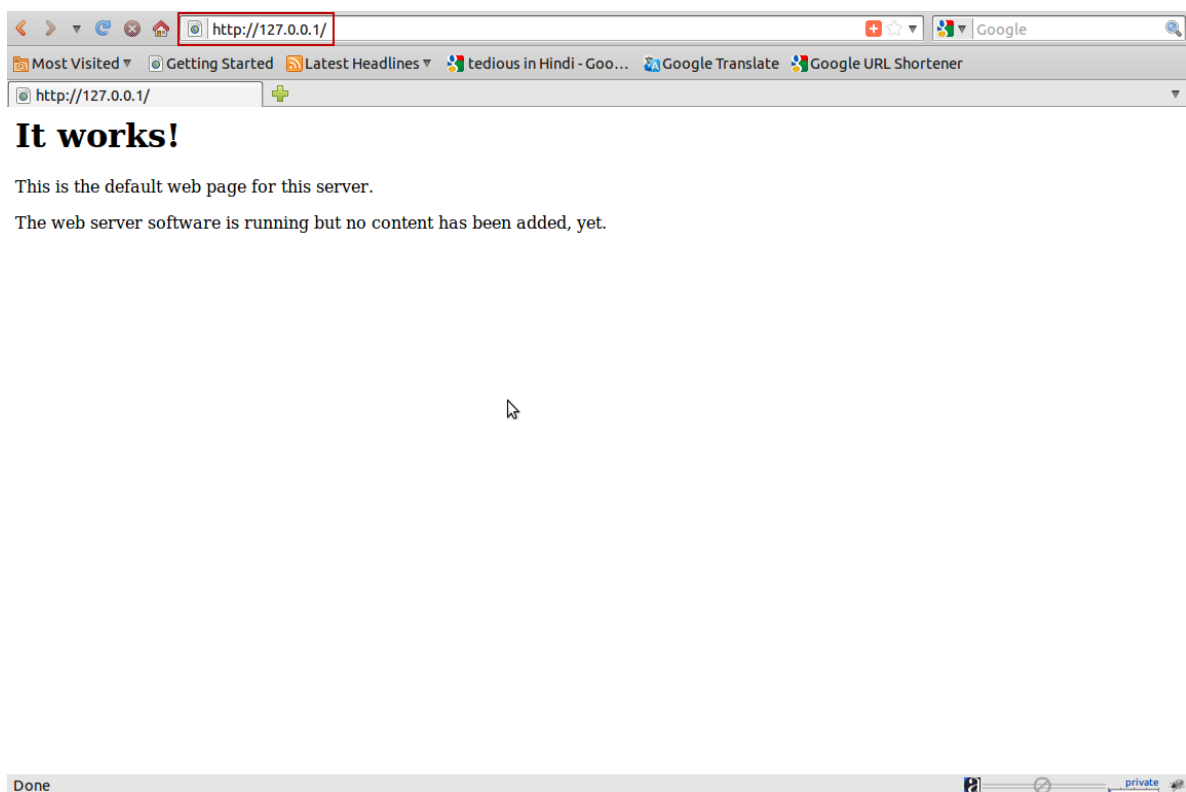 http://127.0.0.1/
Google
Most Visited Getting Started Latest Headlines tedious in Hindi - Goo... Google Translate Google URL Shortener
http://127.0.0.1/
It works!
This is the default web page for this server.
The web server software is running but no content has been added, yet.
Done
private